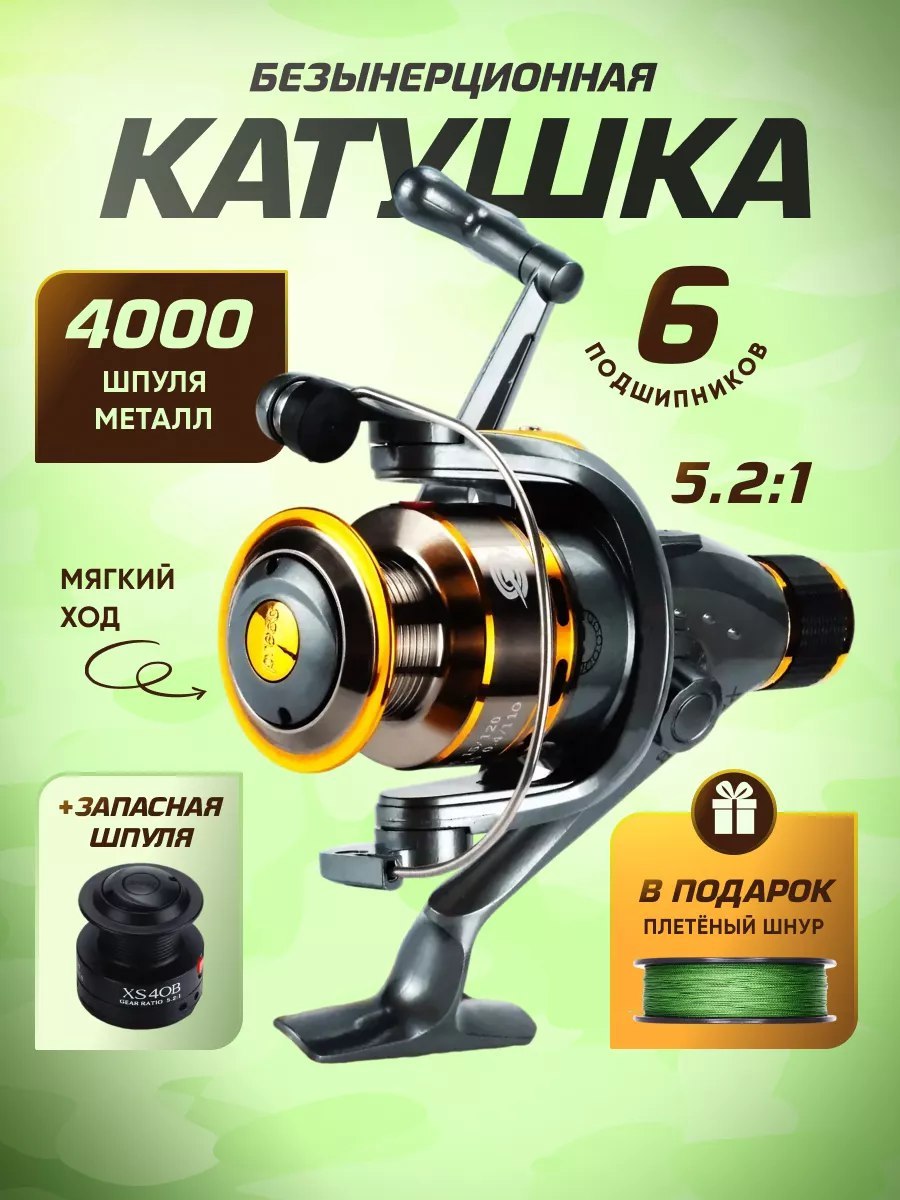 БЕЗЫНЕРЦИОННАЯ
КАТУШКА
4000
ШПУЛЯ
МЕТАЛЛ
6
ПОДШИПНИКОВ
5.2:1
МЯГКИЙ
ХОД
+ЗАПАСНАЯ
ШПУЛЯ
XS40B
GEAR RATIO 5.2:1
В ПОДАРОК
ПЛЕТЁНЫЙ ШНУР